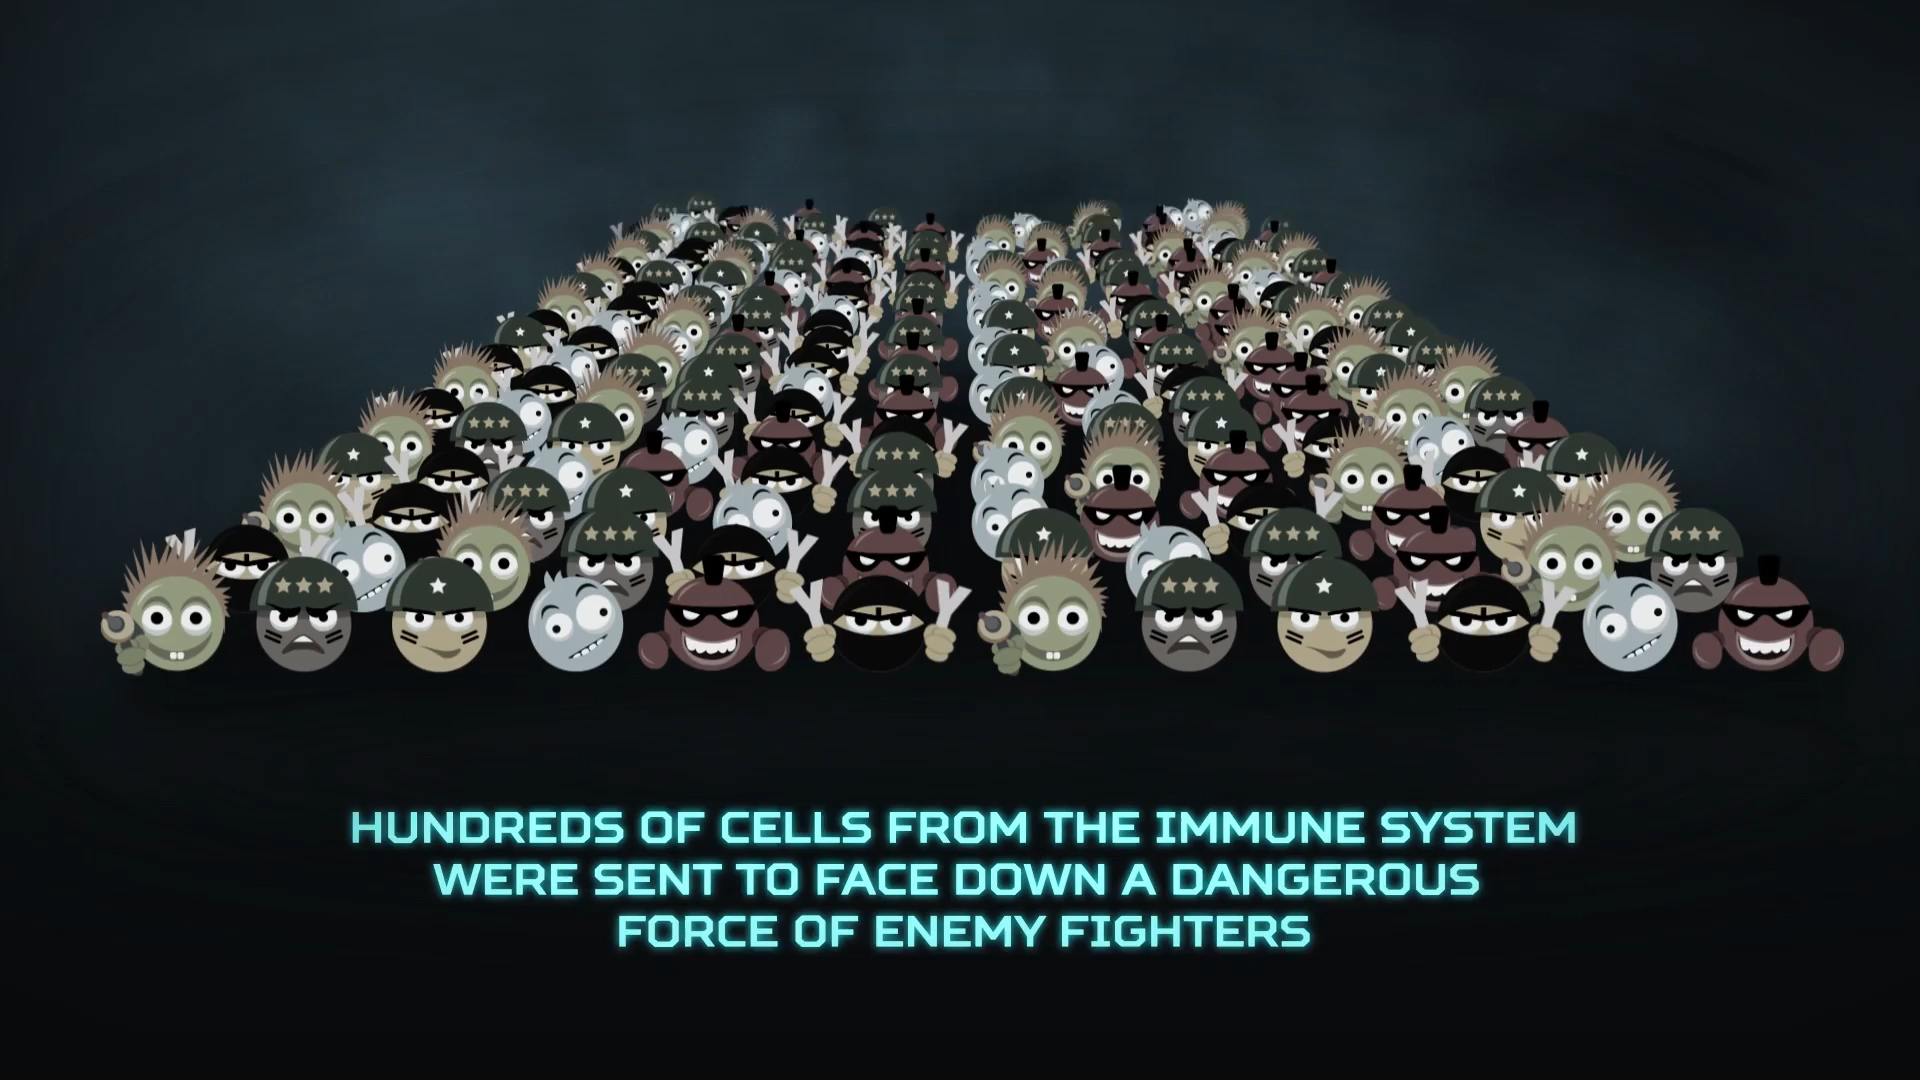 HUNDREDS OF CELLS FROM THE IMMUNE SYSTEM
WERE SENT TO FACE DOWN A DANGEROUS
FORCE OF ENEMY FIGHTERS